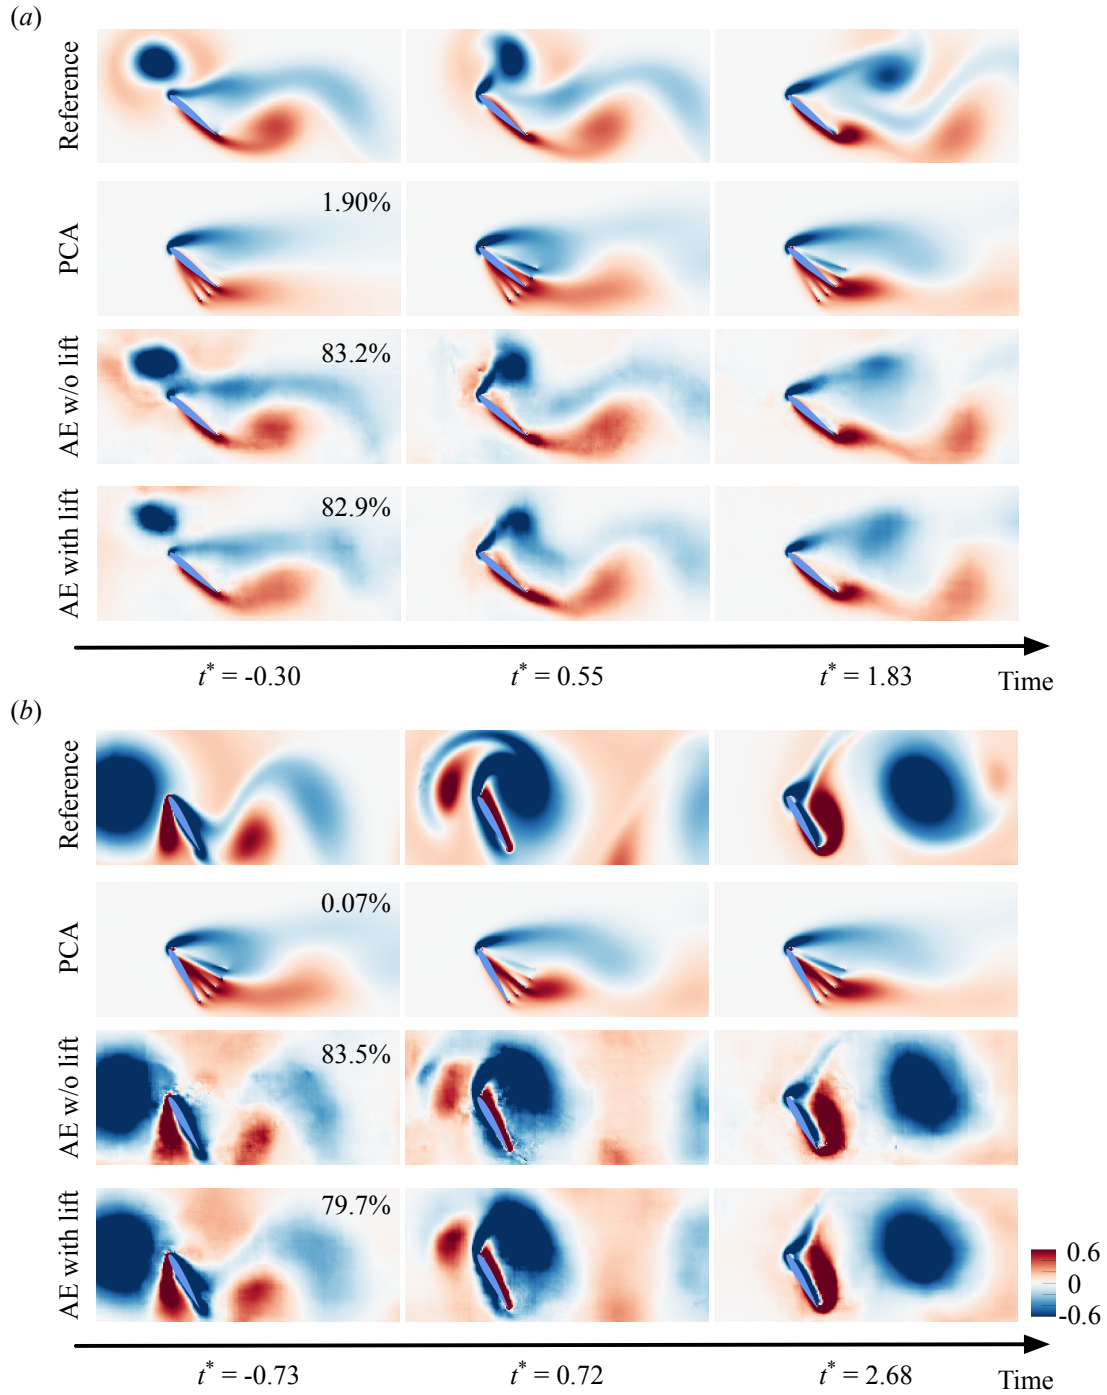 (a)
Reference
PCA
1.90%
AE w/o lift
83.2%
AE with lift
82.9%
t* = -0.30
t* = 0.55
t* = 1.83
Time
(b)
Reference
PCA
0.07%
AE w/o lift
83.5%
AE with lift
79.7%
0.6
0
-0.6
t* = -0.73
t* = 0.72
t* = 2.68
Time